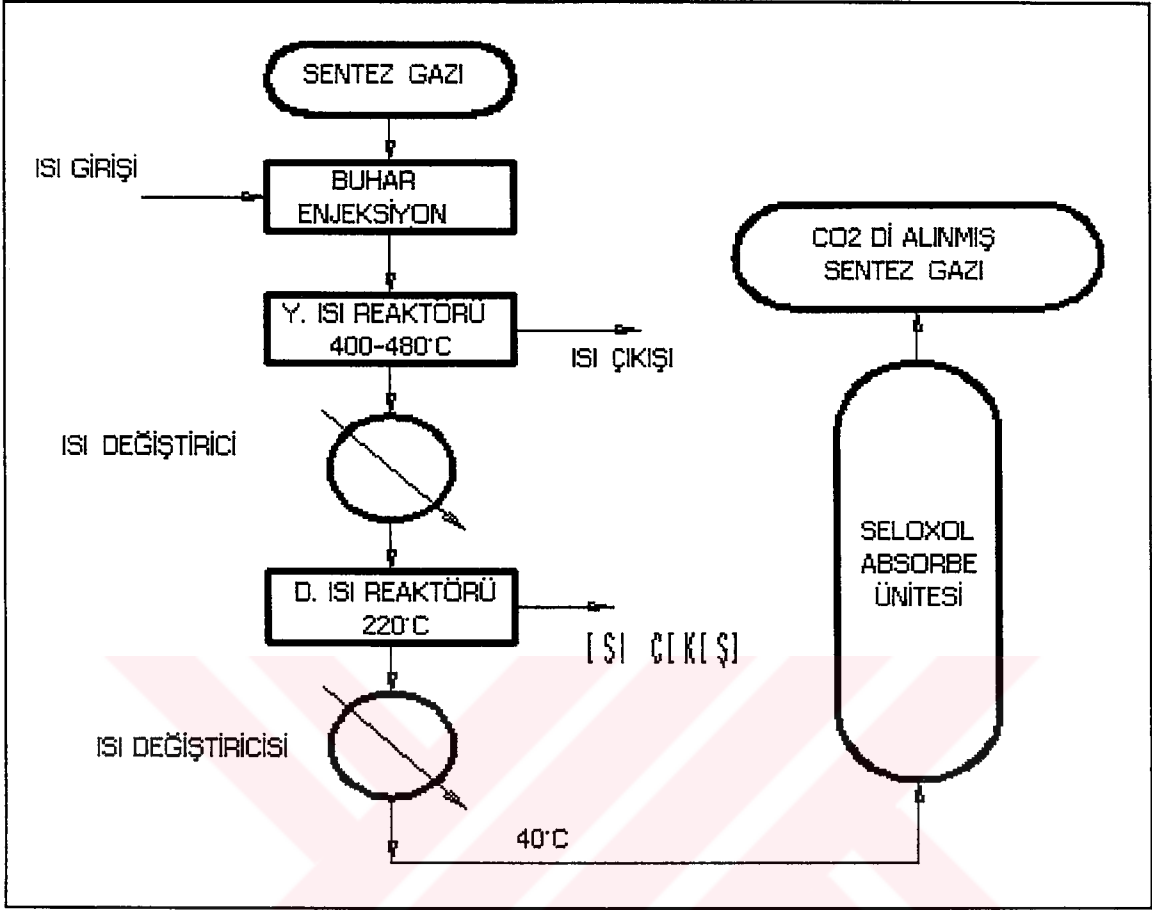 SENTEZ GAZI
ISI GİRİŞİ
BUHAR
ENJEKSİYON
Y. ISI REAKTÖRÜ
400-480°C
ISI ÇIKIŞI
ISI DEĞİŞTİRİCİ
D. ISI REAKTÖRÜ
220°C
[SI Ç[K[Ş]
ISI DEĞİŞTİRİCİSİ
40°C
CO2 Dİ ALINMIŞ
SENTEZ GAZI
SELOXOL
ABSORBE
ÜNİTESİ